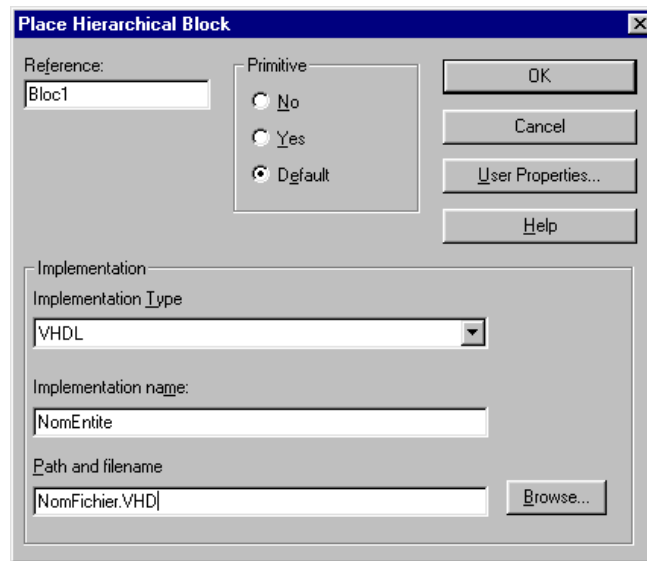 Place Hierarchical Block
Reference:
Bloc1
Primitive
No
Yes
Default
OK
Cancel
User Properties...
Help
Implementation
Implementation Type
VHDL
Implementation name:
NomEntite
Path and filename
NomFichier.VHD
Browse...